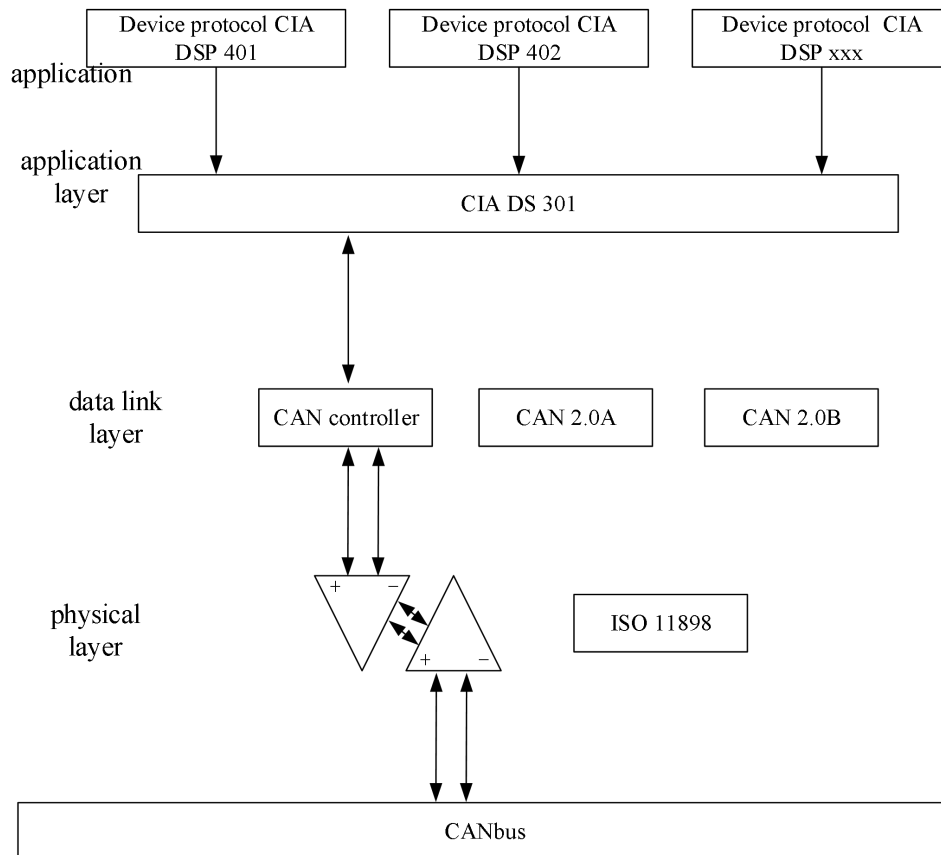 Device protocol CIA
DSP 401
Device protocol CIA
DSP 402
Device protocol CIA
DSP xxx
application
application
layer
CIA DS 301
data link
layer
CAN controller
CAN 2.0A
CAN 2.0B
+
−
physical
layer
ISO 11898
+
−
CANbus